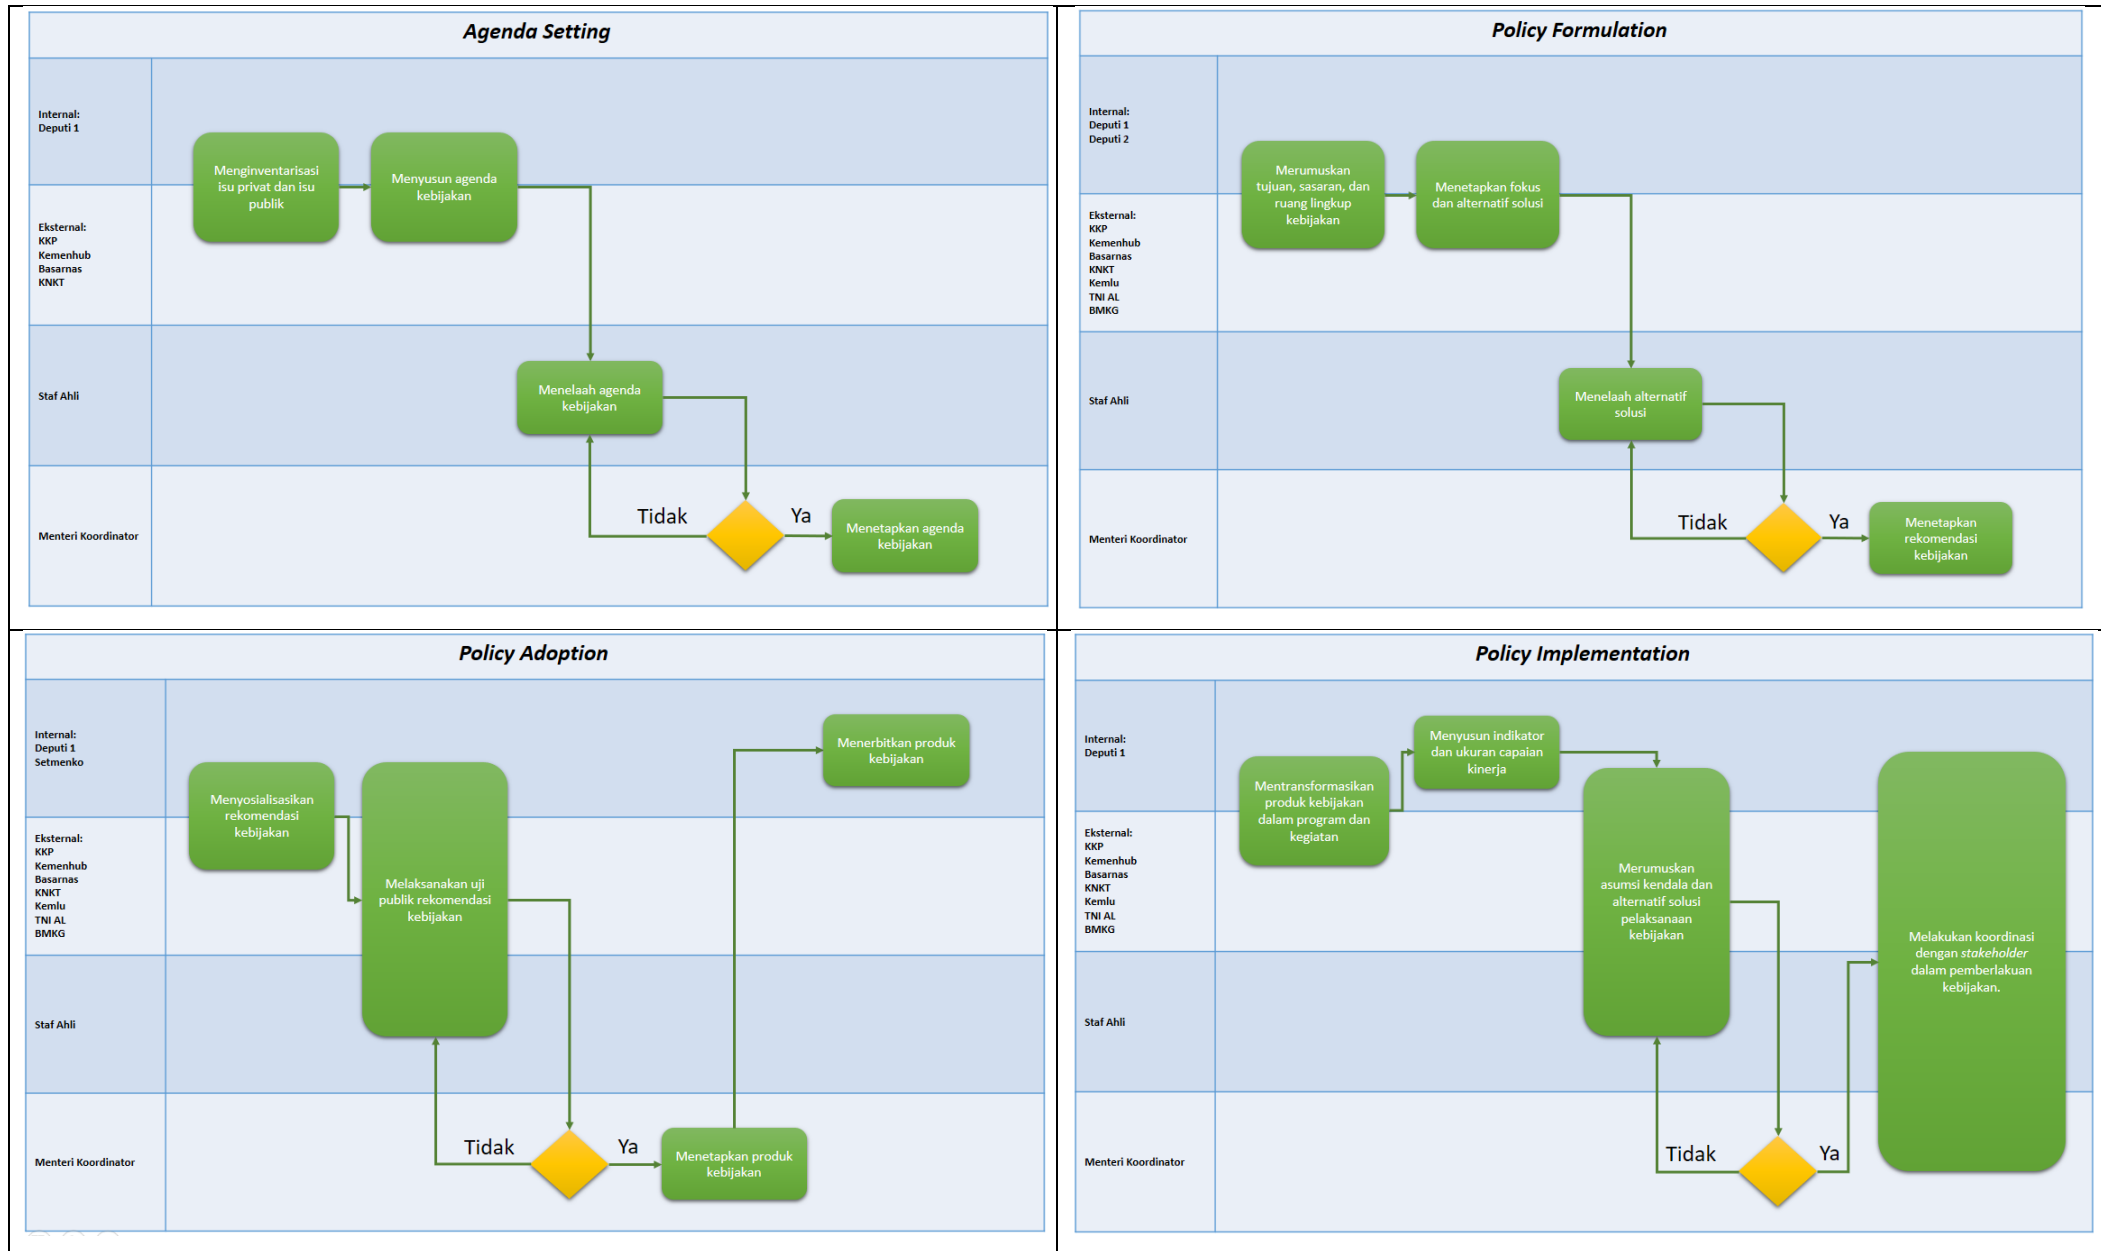 Agenda Setting
Internal:
Deputi 1
Eksternal:
KKP
Kemenhub
Basarnas
KNKT
Staf Ahli
Menteri Koordinator
Menginventarisasi
isu privat dan isu
publik
Menyusun agenda
kebijakan
Menelaah agenda
kebijakan
Tidak
Ya
Menetapkan agenda
kebijakan
Policy Formulation
Internal:
Deputi 1
Deputi 2
Eksternal:
KKP
Kemenhub
Basarnas
KNKT
Kemlu
TNI AL
BMKG
Staf Ahli
Menteri Koordinator
Merumuskan
tujuan, sasaran, dan
ruang lingkup
kebijakan
Menetapkan fokus
dan alternatif solusi
Menelaah alternatif
solusi
Tidak
Ya
Menetapkan
rekomendasi
kebijakan
Policy Adoption
Internal:
Deputi 1
Setmenko
Eksternal:
KKP
Kemenhub
Basarnas
KNKT
Kemlu
TNI AL
BMKG
Staf Ahli
Menteri Koordinator
Menyosialisasikan
rekomendasi
kebijakan
Melaksanakan uji
publik rekomendasi
kebijakan
Tidak
Ya
Menetapkan produk
kebijakan
Menerbitkan produk
kebijakan
Policy Implementation
Internal:
Deputi 1
Eksternal:
KKP
Kemenhub
Basarnas
KNKT
Kemlu
TNI AL
BMKG
Staf Ahli
Menteri Koordinator
Mentransformasikan
produk kebijakan
dalam program dan
kegiatan
Menyusun indikator
dan ukuran capaian
kinerja
Merumuskan
asumsi kendala dan
alternatif solusi
pelaksanaan
kebijakan
Tidak
Ya
Melakukan koordinasi
dengan stakeholder
dalam pemberlakuan
kebijakan.